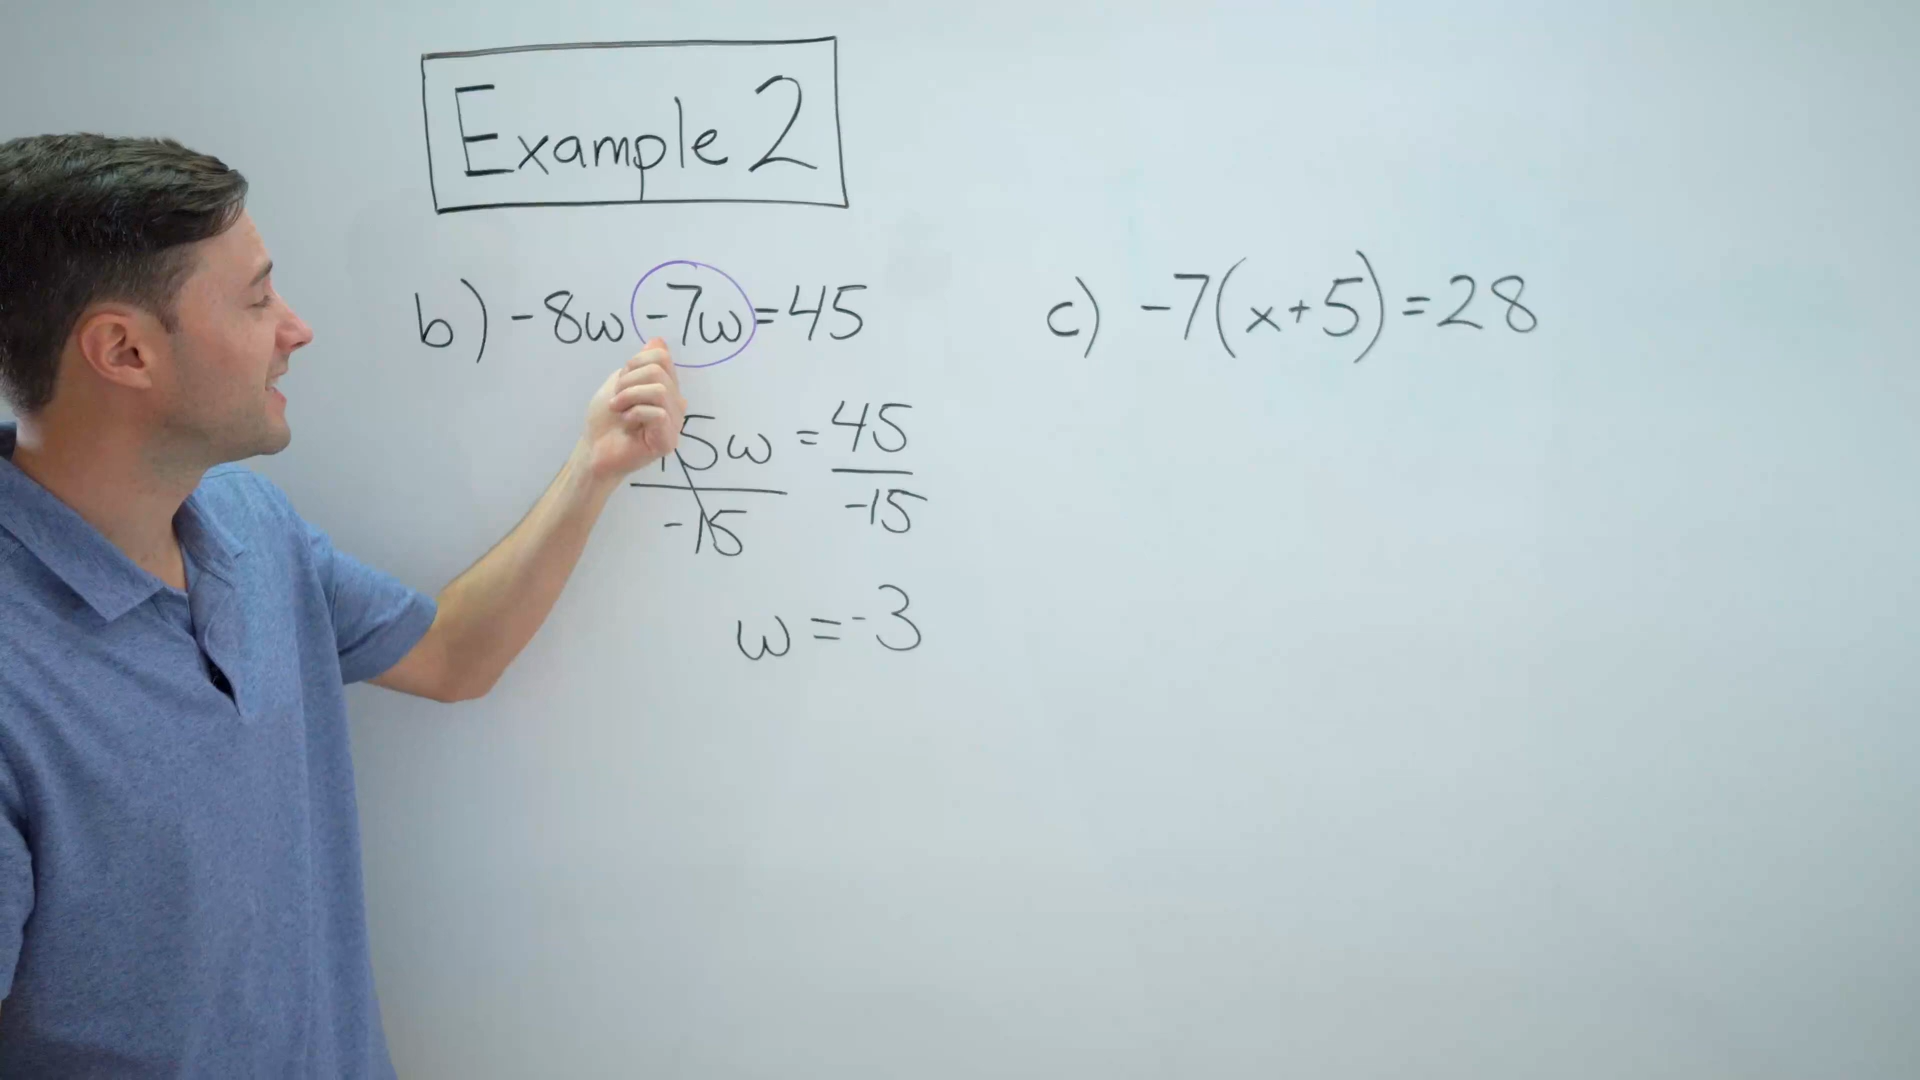 Example 2
b) -8w -7w = 45
15w = 45
-15 -15
w = -3
c) -7(x+5) = 28